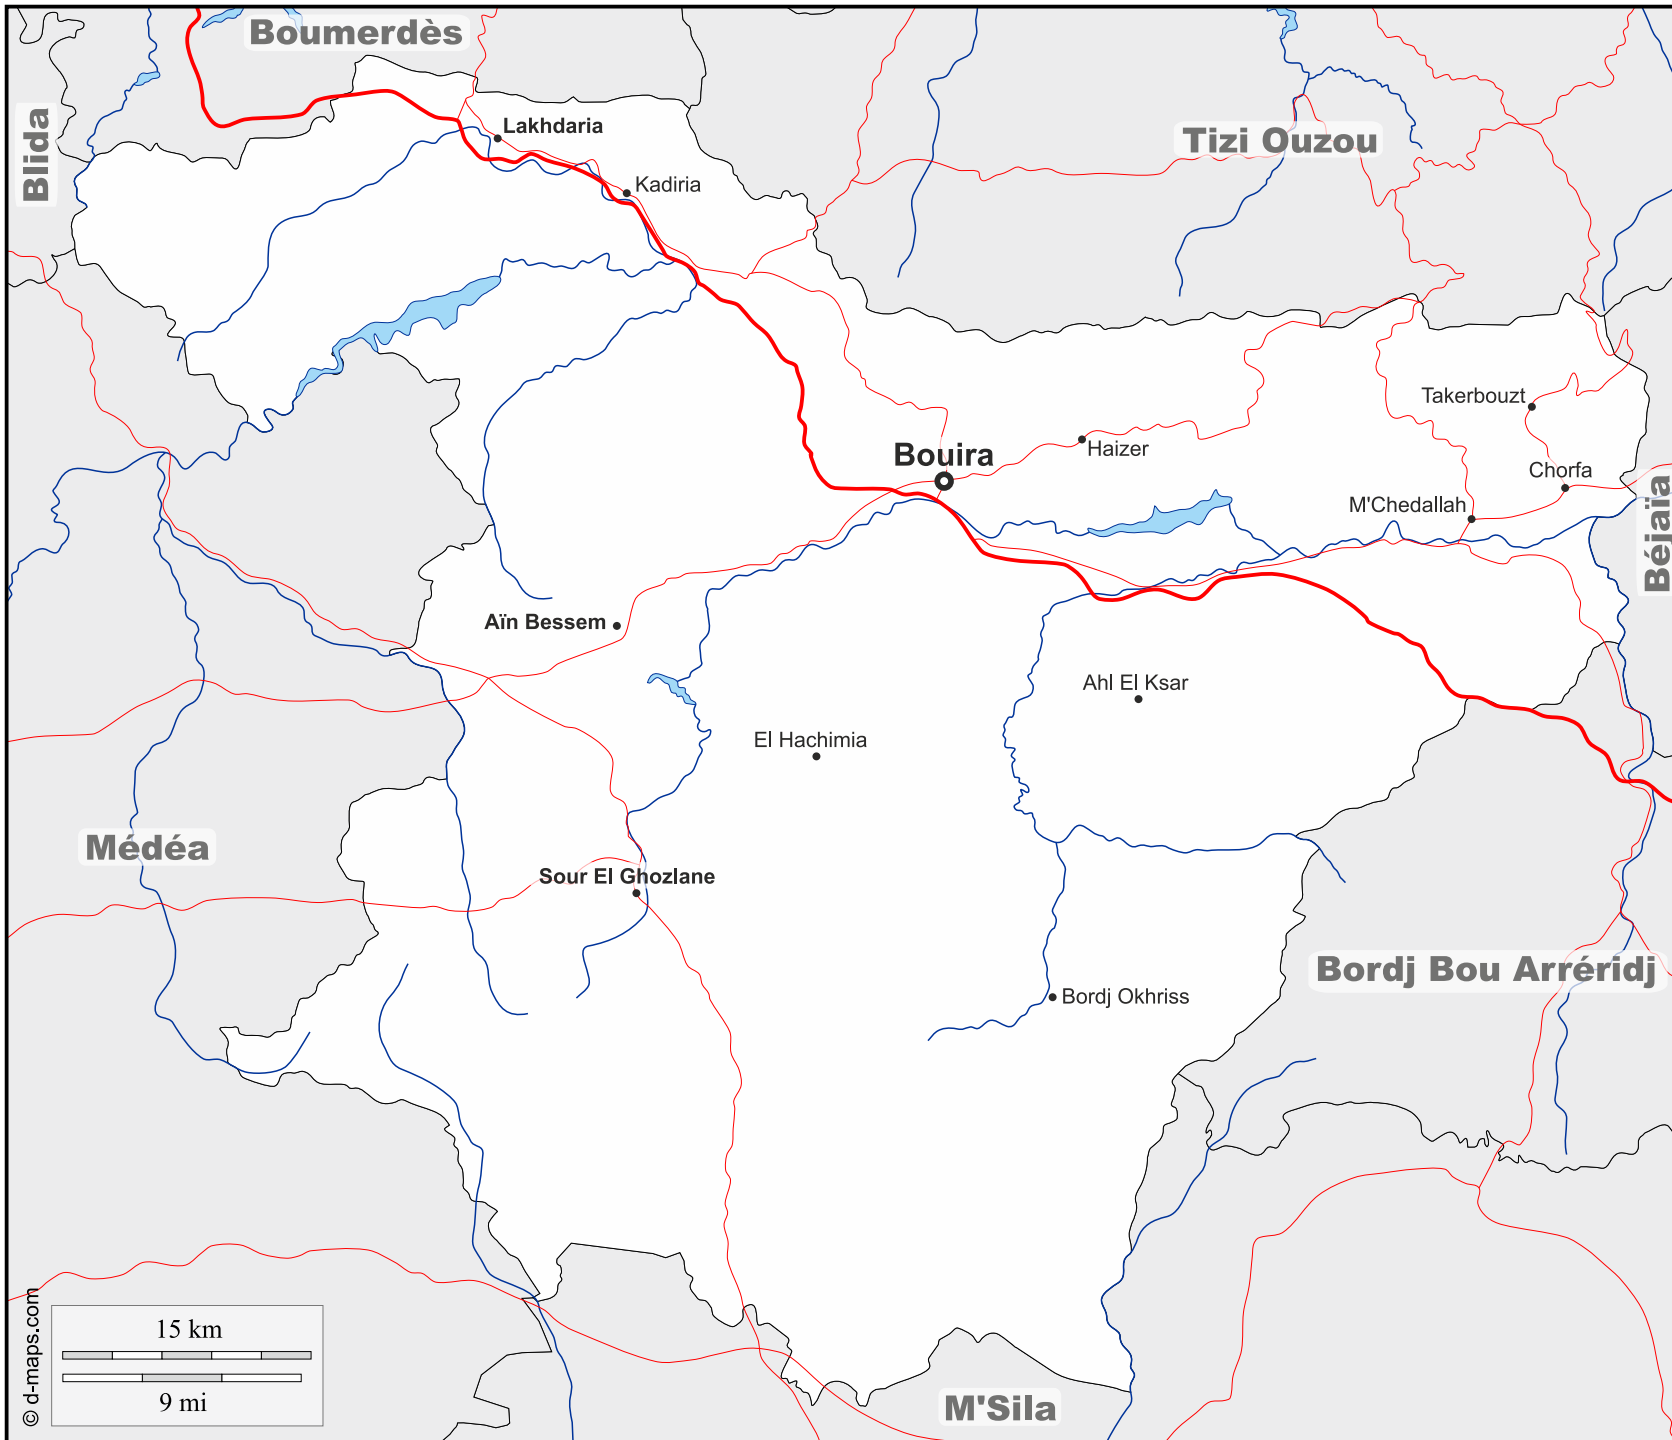 Boumerdès
Blida
Lakhdaria
Tizi Ouzou
Kadiria
Takerbouzt
Bouira
Haizer
Chorfa
M'Chedallah
Béjaïa
Aïn Bessem
Ahl El Ksar
El Hachimia
Médéa
Sour El Ghozlane
Bordj Bou Arréridj
Bordj Okhriss
15 km
9 mi
© d-maps.com
M'Sila